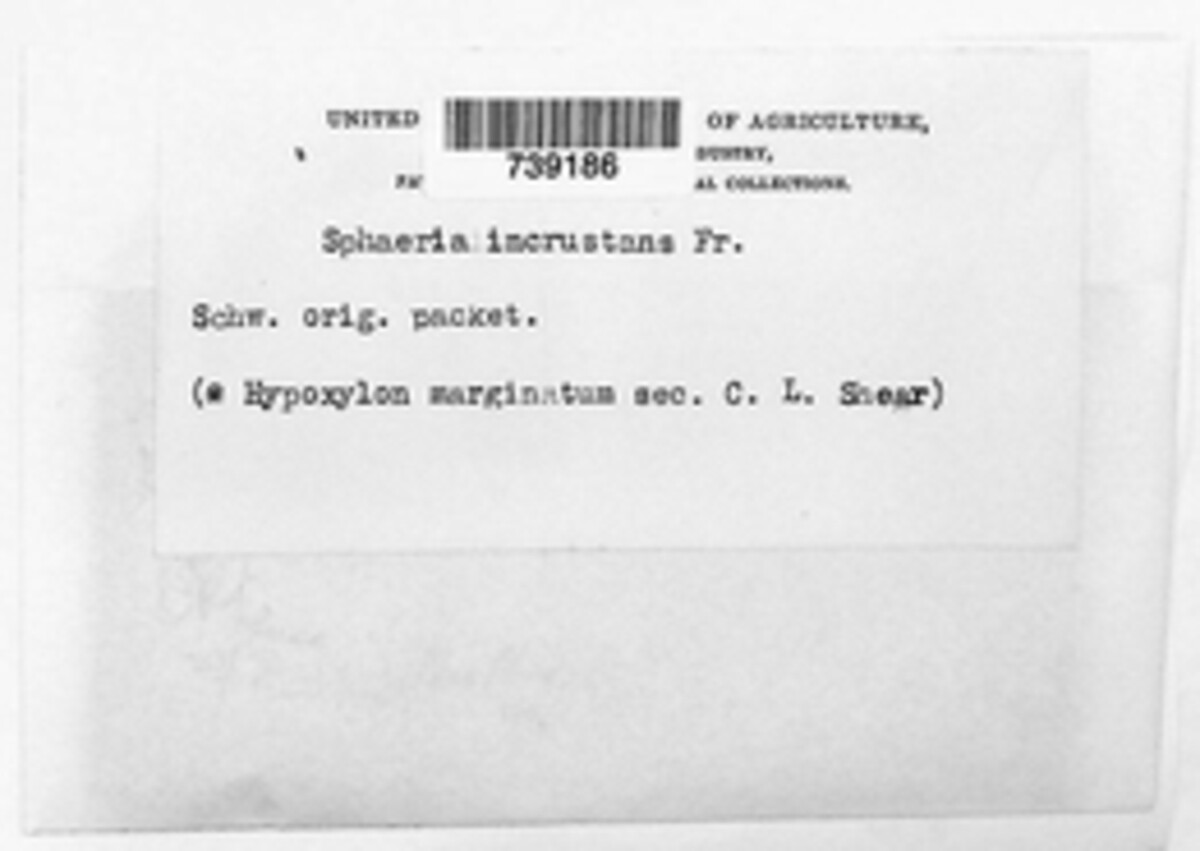 UNITED OF AGRICULTURE,
DUSTRY,
AL COLLECTIONS.
739186
Sphaeria incrustans Fr.
Schw. orig. packet.
(= Hypoxylon marginatum sec. C. L. Shear)